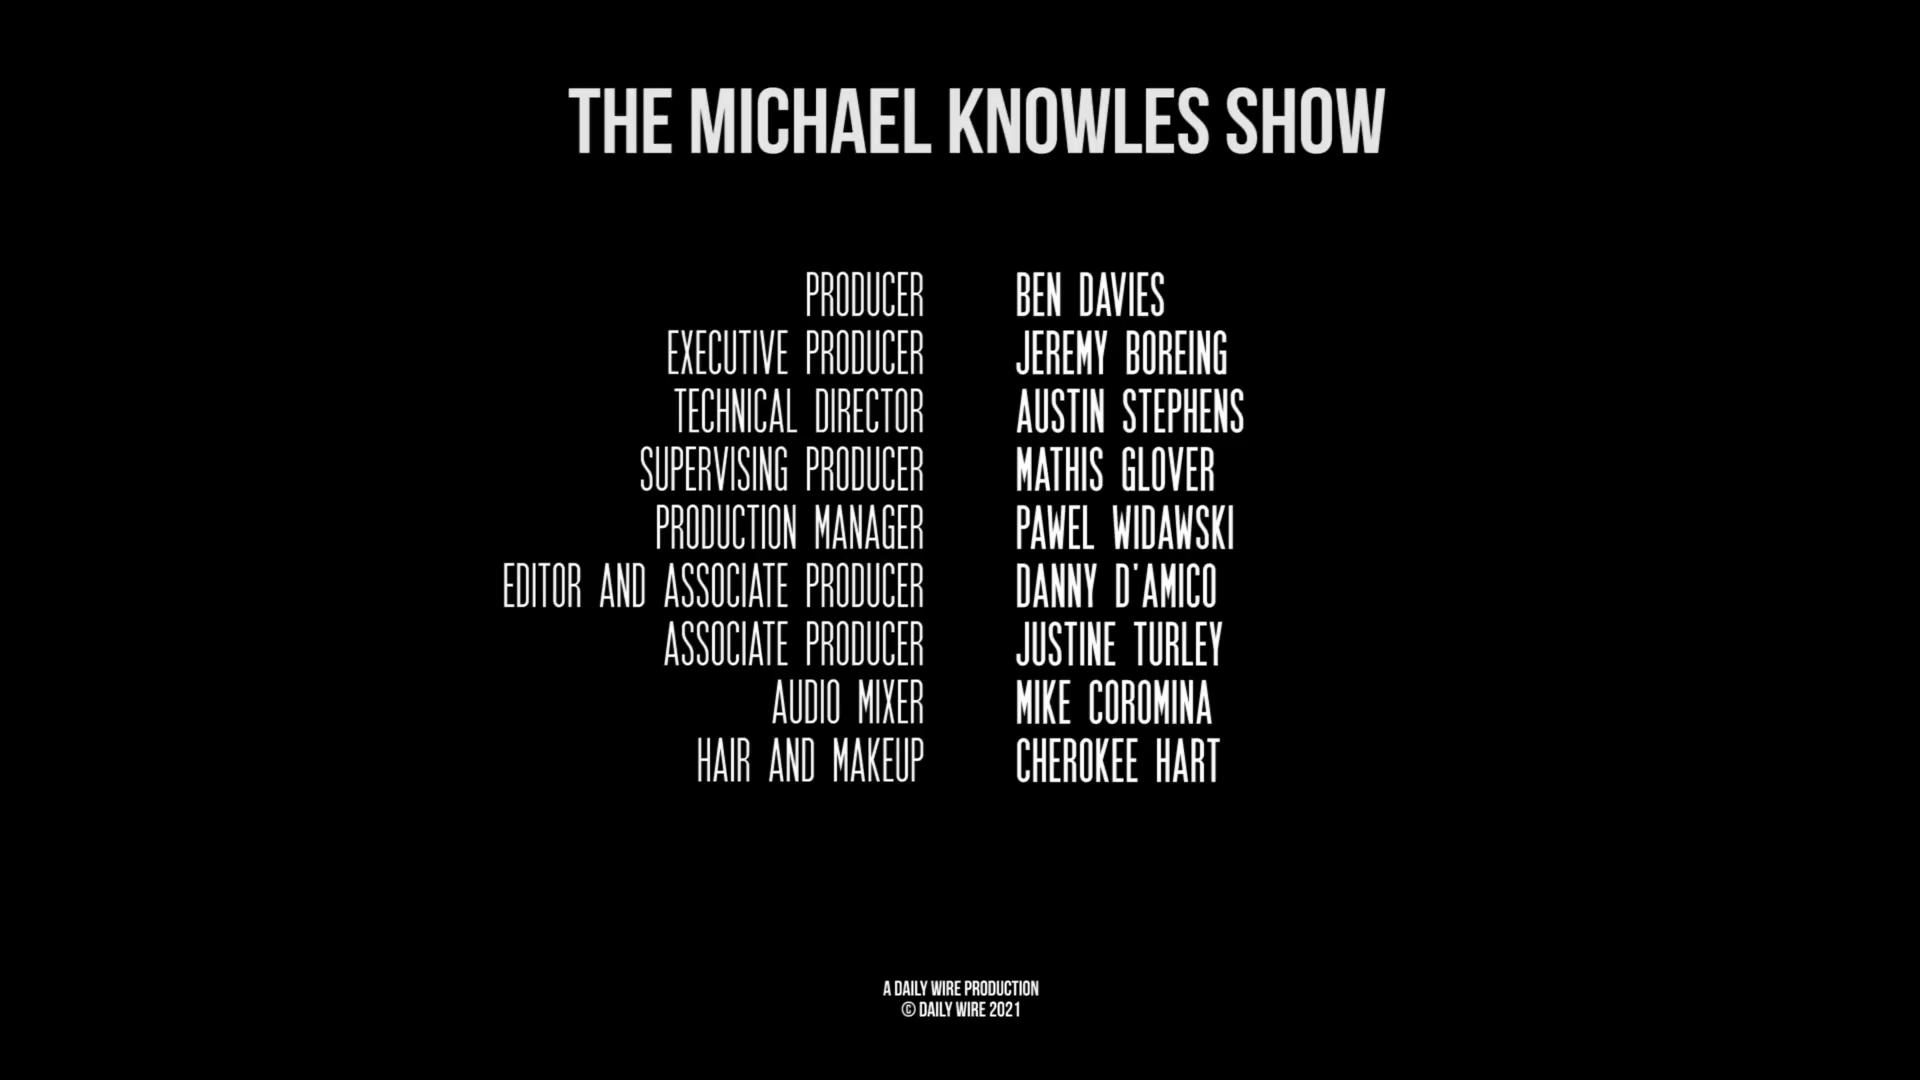 THE MICHAEL KNOWLES SHOW
PRODUCER BEN DAVIES
EXECUTIVE PRODUCER JEREMY BOREING
TECHNICAL DIRECTOR AUSTIN STEPHENS
SUPERVISING PRODUCER MATHIS GLOVER
PRODUCTION MANAGER PAWEL WIDAWSKI
EDITOR AND ASSOCIATE PRODUCER DANNY D'AMICO
ASSOCIATE PRODUCER JUSTINE TURLEY
AUDIO MIXER MIKE COROMINA
HAIR AND MAKEUP CHEROKEE HART
A DAILY WIRE PRODUCTION
© DAILY WIRE 2021